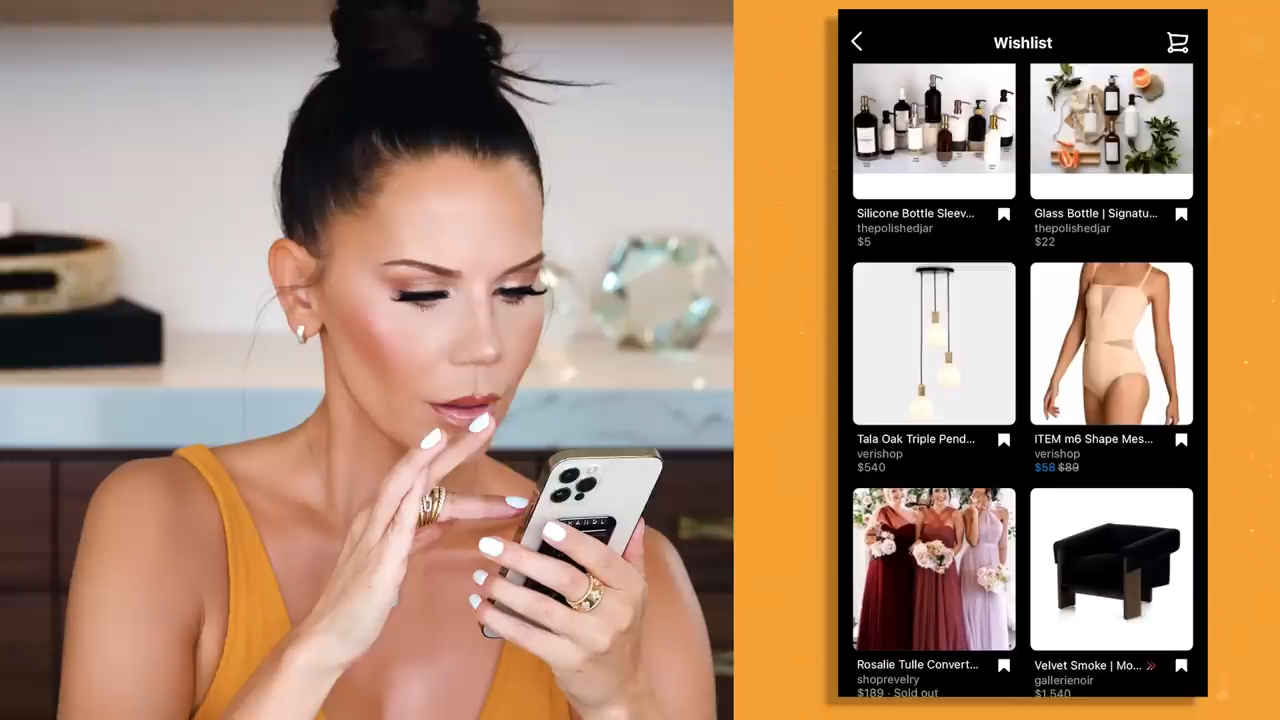 Wishlist
Silicone Bottle Sleev...
thepolishedjar
$5
Glass Bottle | Signatu...
thepolishedjar
$22
Tala Oak Triple Pend...
verishop
$540
ITEM m6 Shape Mes...
verishop
$58 $89
Rosalie Tulle Convert...
shoprevelry
$189 · Sold out
Velvet Smoke | Mo...
gallerienoir
$1,540
HANDL